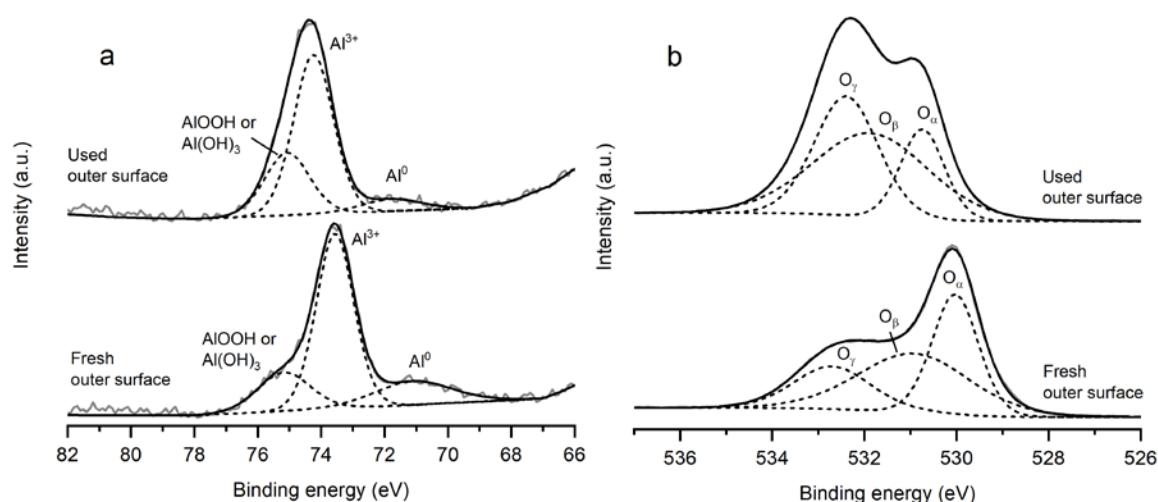 a
Al³⁺
AlOOH or
Al(OH)₃
Al⁰
Used
outer surface
Al³⁺
AlOOH or
Al(OH)₃
Al⁰
Fresh
outer surface
Intensity (a.u.)
82 80 78 76 74 72 70 68 66
Binding energy (eV)
b
Oᵧ
Oᵦ
Oα
Used
outer surface
Oα
Oᵦ
Oᵧ
Fresh
outer surface
Intensity (a.u.)
536 534 532 530 528 526
Binding energy (eV)